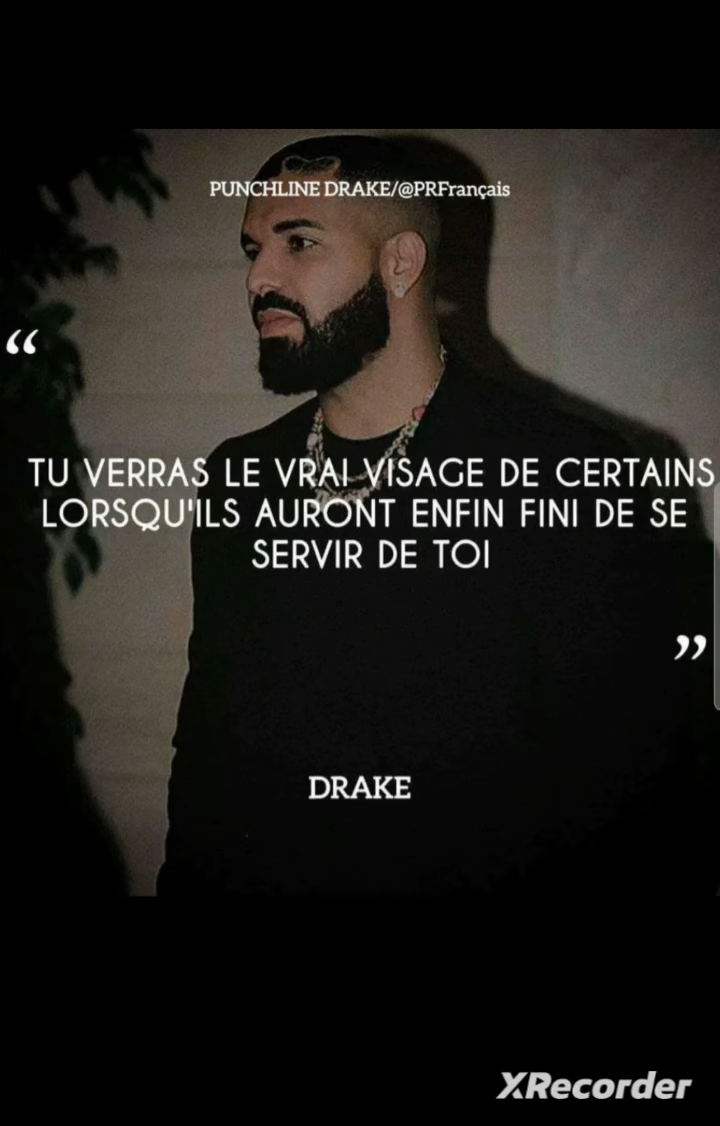 PUNCHLINE DRAKE/@PRFrançais
“
TU VERRAS LE VRAI VISAGE DE CERTAINS
LORSQU'ILS AURONT ENFIN FINI DE SE
SERVIR DE TOI
”
DRAKE
XRecorder